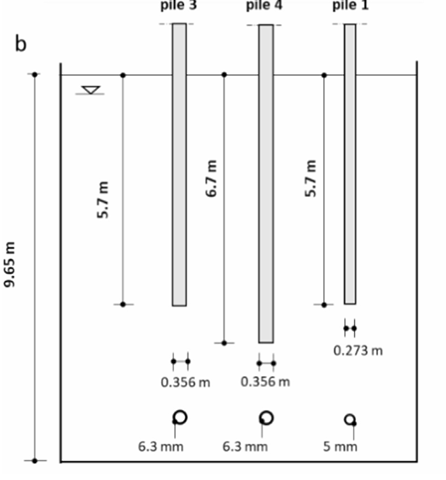 pile 3 pile 4 pile 1
b
5.7 m
6.7 m
5.7 m
9.65 m
0.273 m
0.356 m 0.356 m
6.3 mm 6.3 mm 5 mm